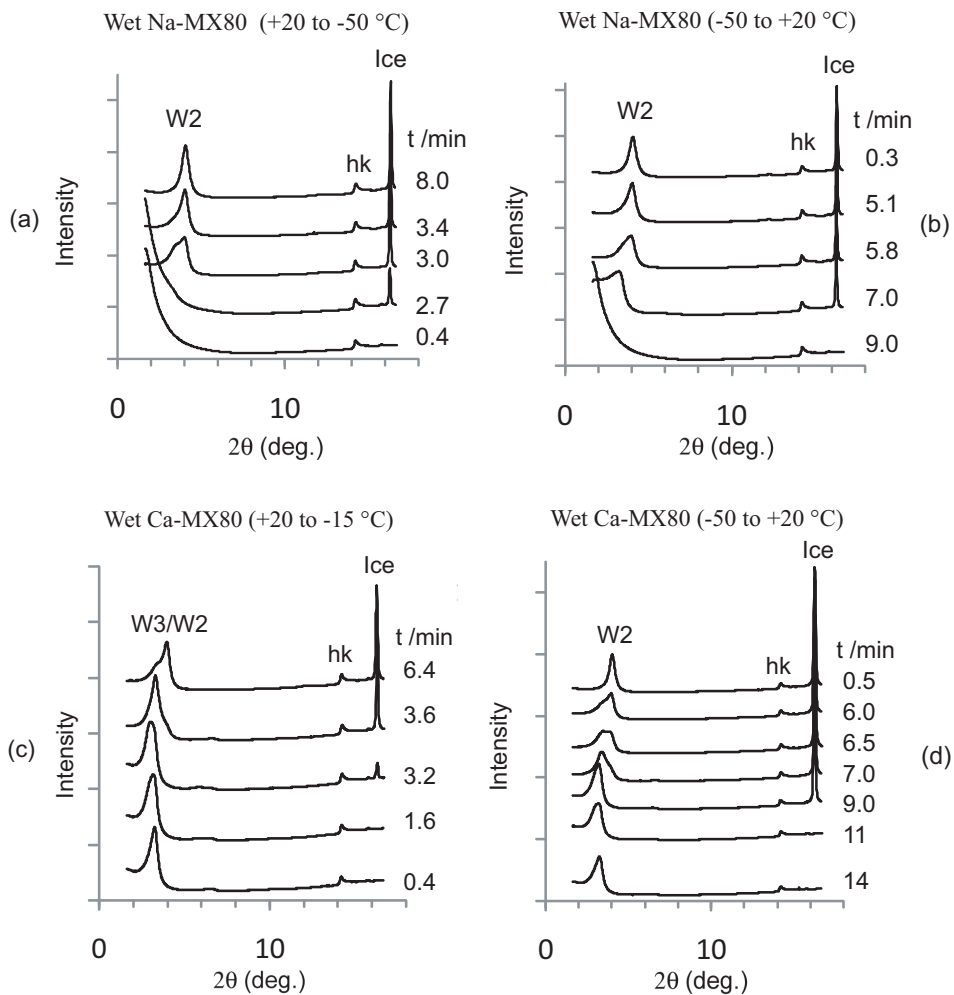 Wet Na-MX80 (+20 to -50 °C)
Ice
W2
t /min
hk
8.0
3.4
3.0
2.7
0.4
Intensity
(a)
0 10
2θ (deg.)
Wet Na-MX80 (-50 to +20 °C)
Ice
W2
t /min
hk
0.3
5.1
5.8
7.0
9.0
Intensity
(b)
0 10
2θ (deg.)
Wet Ca-MX80 (+20 to -15 °C)
Ice
W3/W2
t /min
hk
6.4
3.6
3.2
1.6
0.4
Intensity
(c)
0 10
2θ (deg.)
Wet Ca-MX80 (-50 to +20 °C)
Ice
W2
t /min
hk
0.5
6.0
6.5
7.0
9.0
11
14
Intensity
(d)
0 10
2θ (deg.)